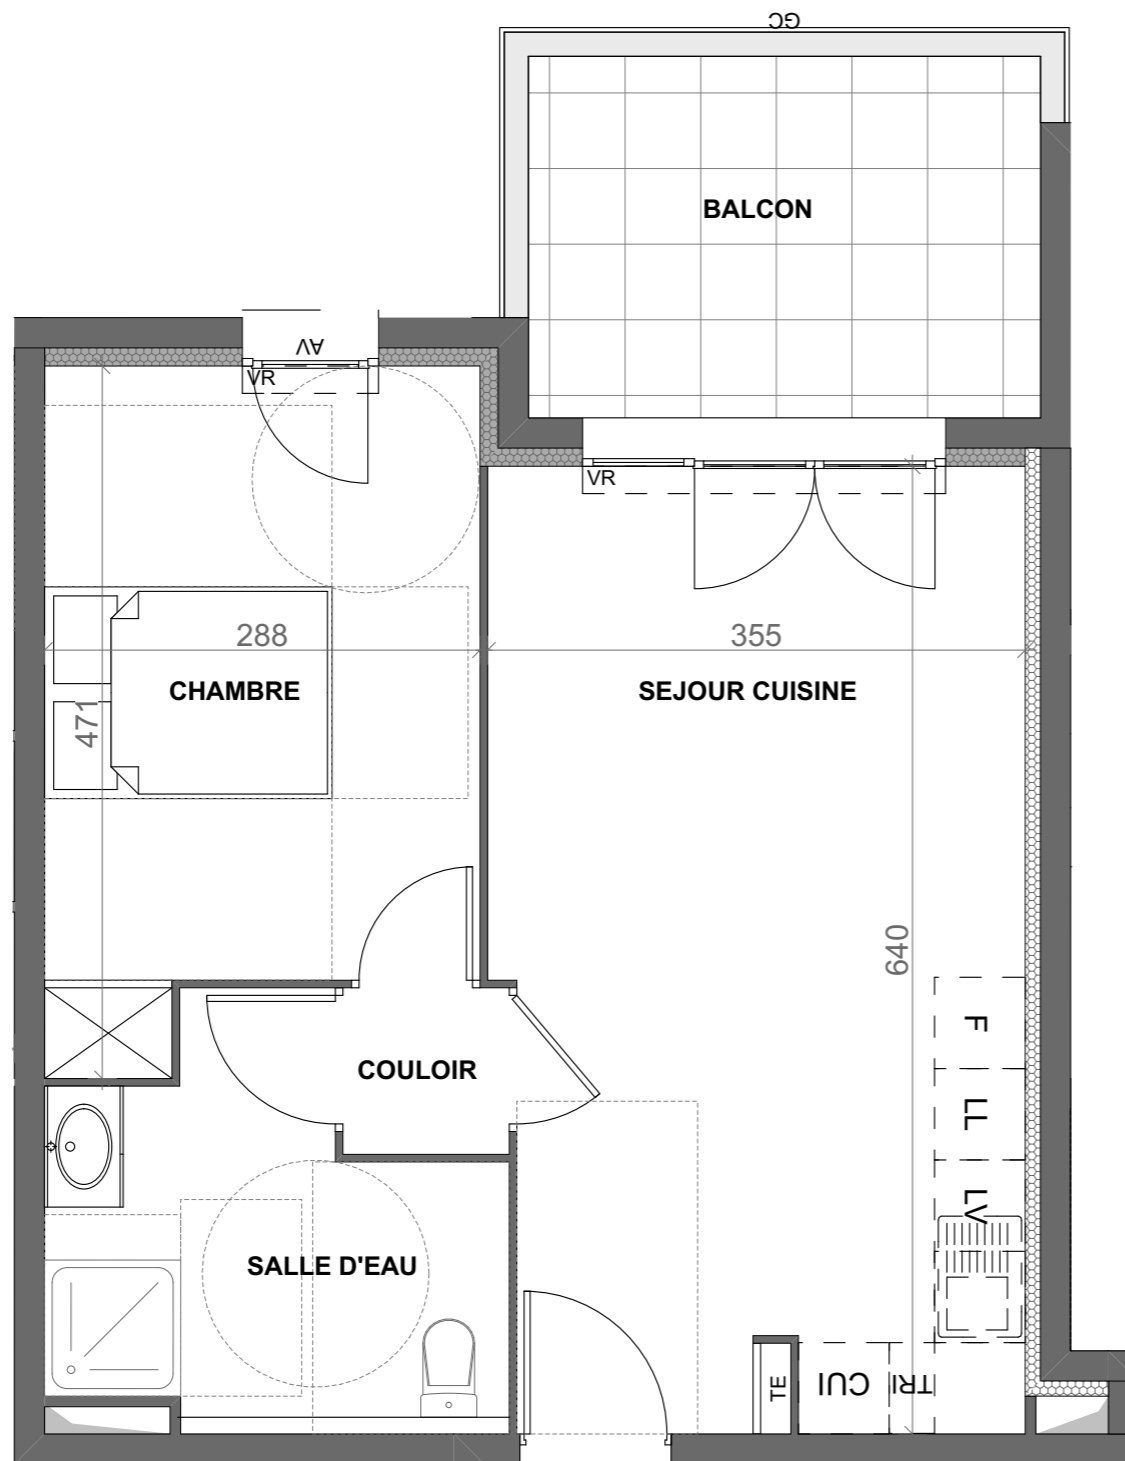 GC
BALCON
AV
VR
VR
288
355
CHAMBRE
SEJOUR CUISINE
471
640
F
COULOIR
LL
LV
SALLE D'EAU
TE
CUI
TRI